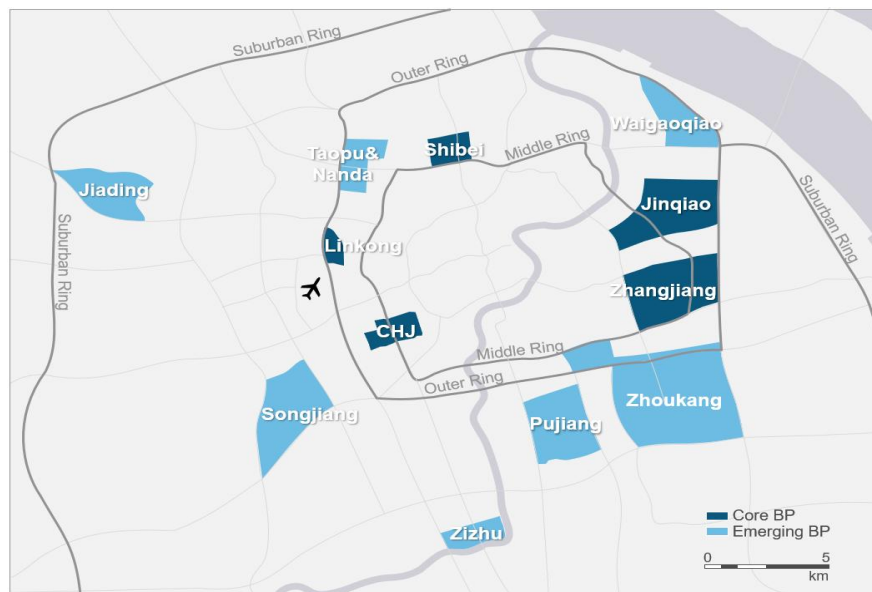 Suburban Ring
Outer Ring
Waigaoqiao
Taopu&
Nanda
Shibei
Middle Ring
Jiading
Jinqiao
Suburban Ring
Suburban Ring
Linkong
Zhangjiang
CHJ
Middle Ring
Outer Ring
Songjiang
Pujiang
Zhoukang
Zizhu
Core BP
Emerging BP
0 5
km